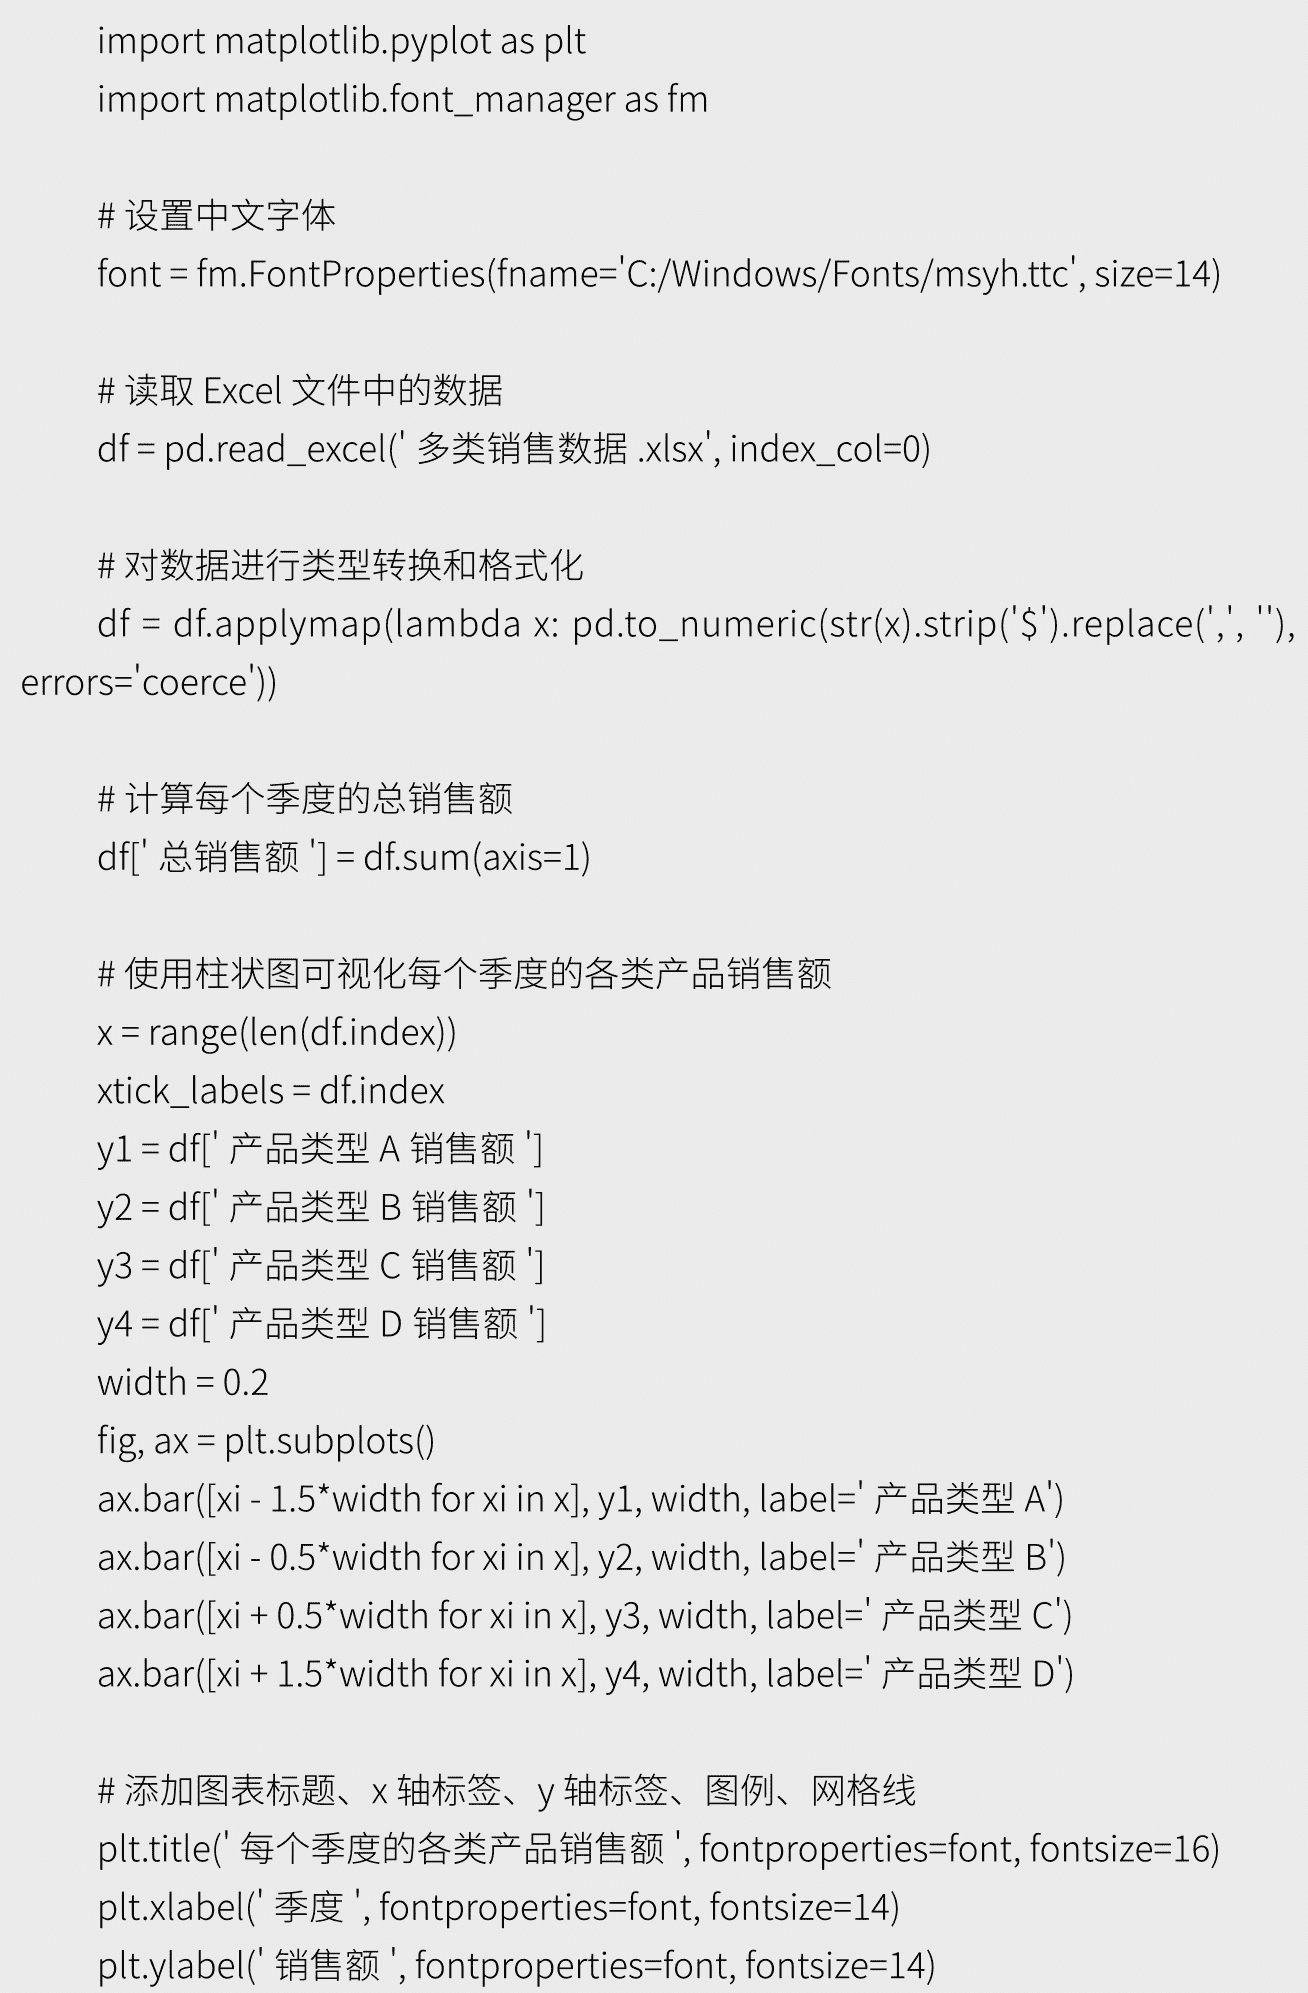 import matplotlib.pyplot as plt
import matplotlib.font_manager as fm
# 设置中文字体
font = fm.FontProperties(fname='C:/Windows/Fonts/msyh.ttc', size=14)
# 读取 Excel 文件中的数据
df = pd.read_excel(' 多类销售数据 .xlsx', index_col=0)
# 对数据进行类型转换和格式化
df = df.applymap(lambda x: pd.to_numeric(str(x).strip('$').replace(',', ''),
errors='coerce'))
# 计算每个季度的总销售额
df[' 总销售额 '] = df.sum(axis=1)
# 使用柱状图可视化每个季度的各类产品销售额
x = range(len(df.index))
xtick_labels = df.index
y1 = df[' 产品类型 A 销售额 ']
y2 = df[' 产品类型 B 销售额 ']
y3 = df[' 产品类型 C 销售额 ']
y4 = df[' 产品类型 D 销售额 ']
width = 0.2
fig, ax = plt.subplots()
ax.bar([xi - 1.5*width for xi in x], y1, width, label=' 产品类型 A')
ax.bar([xi - 0.5*width for xi in x], y2, width, label=' 产品类型 B')
ax.bar([xi + 0.5*width for xi in x], y3, width, label=' 产品类型 C')
ax.bar([xi + 1.5*width for xi in x], y4, width, label=' 产品类型 D')
# 添加图表标题、x 轴标签、y 轴标签、图例、网格线
plt.title(' 每个季度的各类产品销售额 ', fontproperties=font, fontsize=16)
plt.xlabel(' 季度 ', fontproperties=font, fontsize=14)
plt.ylabel(' 销售额 ', fontproperties=font, fontsize=14)